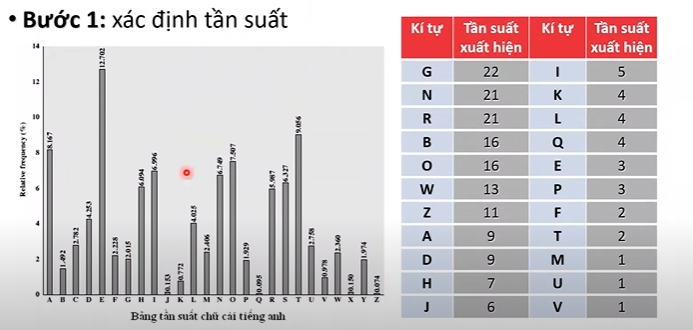 • Bước 1: xác định tần suất
14
12
10
8
6
4
2
0
Relative frequency (%)
8.167
1.492
2.782
4.253
12.702
2.228
2.015
6.094
6.996
0.153
0.772
4.025
2.406
6.749
7.507
1.929
0.095
5.987
6.327
9.056
2.758
0.978
2.360
0.150
1.974
0.074
A B C D E F G H I J K L M N O P Q R S T U V W X Y Z
Bảng tần suất chữ cái tiếng anh
Kí tự Tần suất xuất hiện Kí tự Tần suất xuất hiện
G 22 I 5
N 21 K 4
R 21 L 4
B 16 Q 4
O 16 E 3
W 13 P 3
Z 11 F 2
A 9 T 2
D 9 M 1
H 7 U 1
J 6 V 1